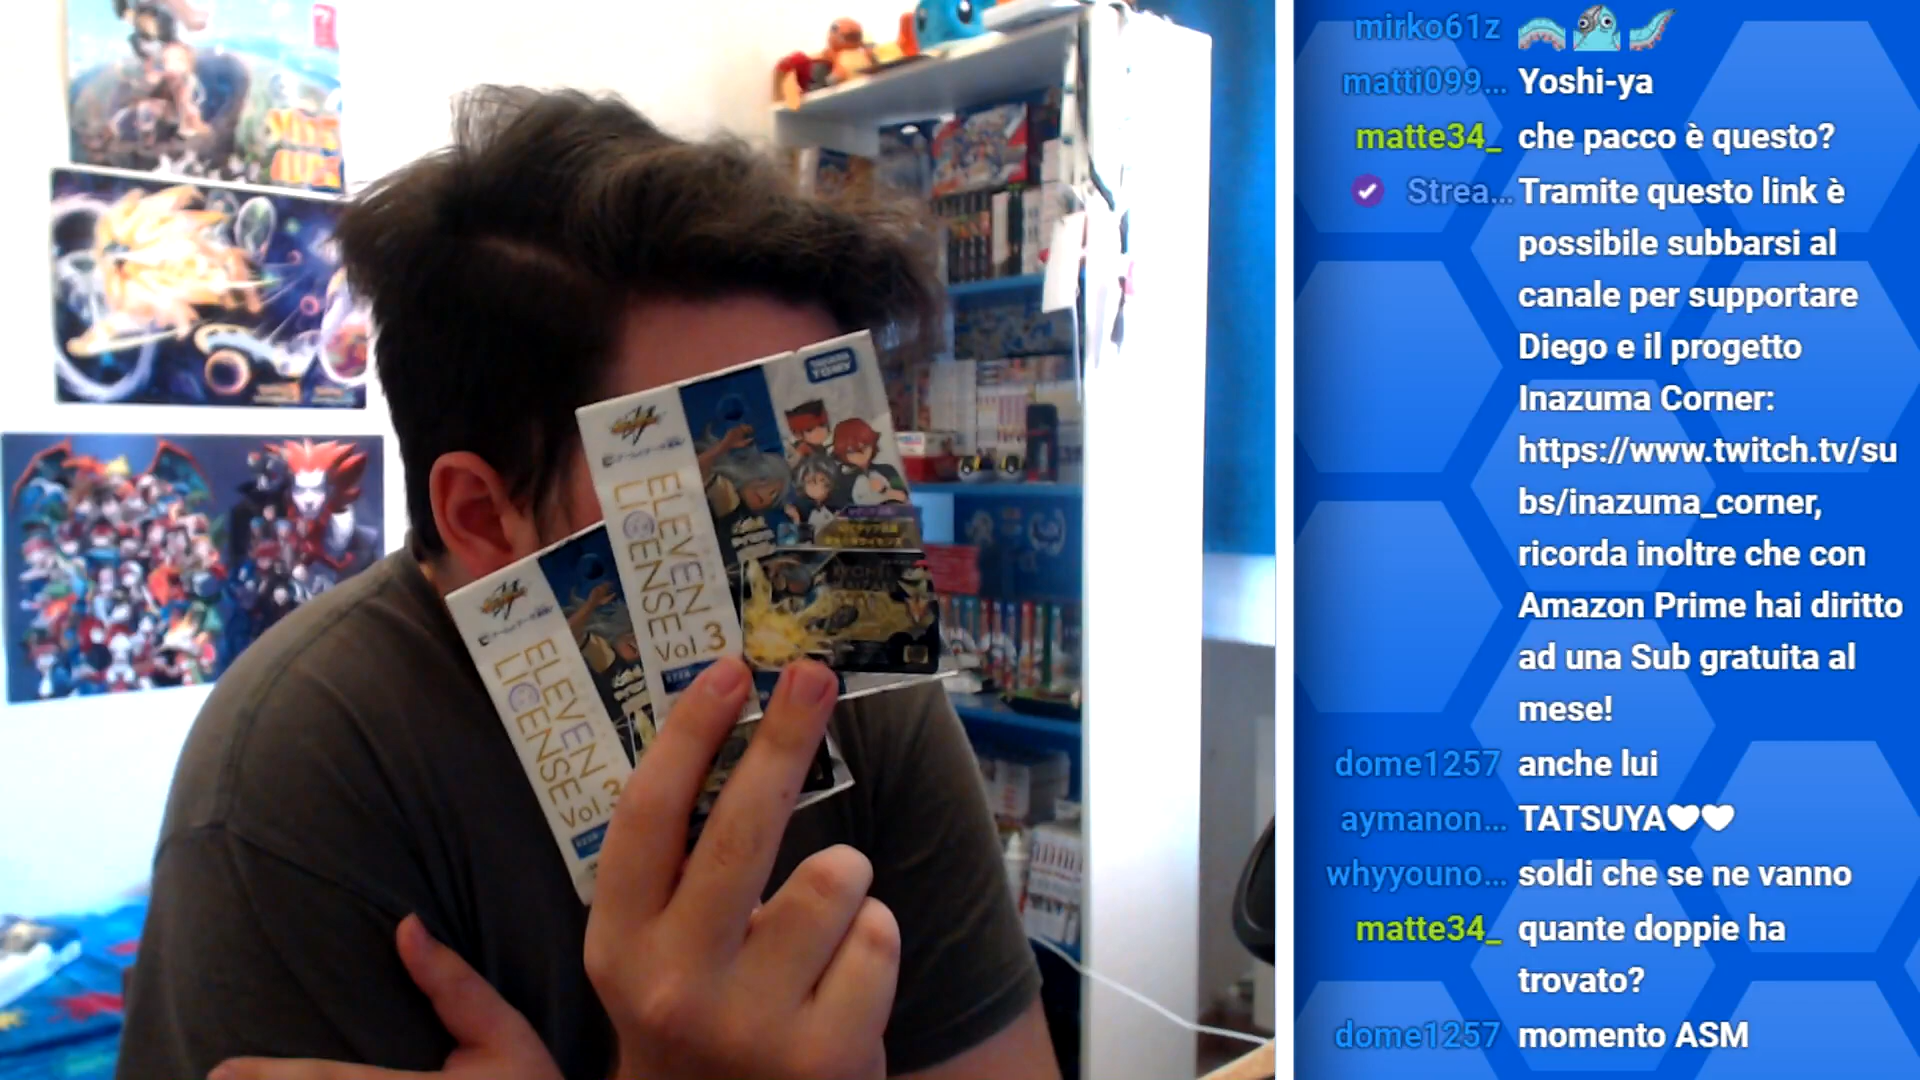 mirko61z
matti099... Yoshi-ya
matte34_ che pacco è questo?
Strea... Tramite questo link è
possibile subbarsi al
canale per supportare
Diego e il progetto
Inazuma Corner:
https://www.twitch.tv/su
bs/inazuma_corner,
ricorda inoltre che con
Amazon Prime hai diritto
ad una Sub gratuita al
mese!
dome1257 anche lui
aymanon... TATSUYA🤍🤍
whyyouno... soldi che se ne vanno
matte34_ quante doppie ha
trovato?
dome1257 momento ASM
TOMY
ELEVEN
LICENSE
Vol.3
ELEVEN
LICENSE
Vol.3